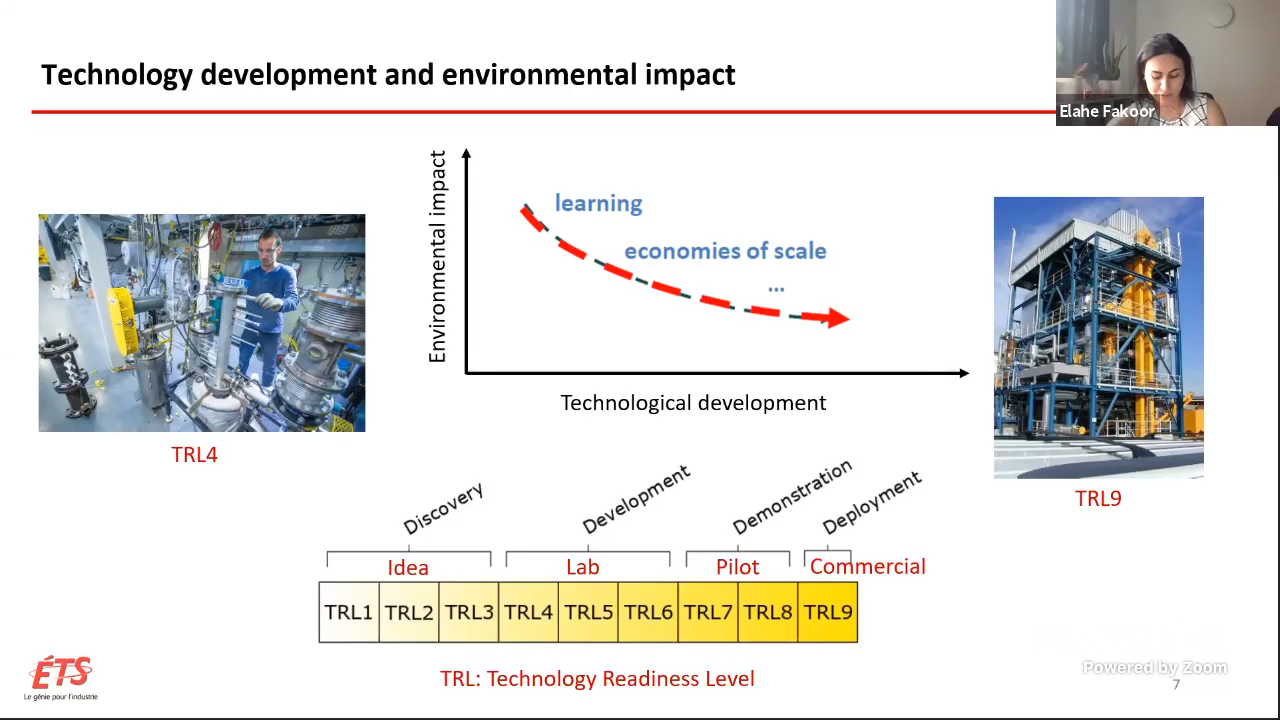 Technology development and environmental impact
Elahe Fakoor
Environmental impact
learning
economies of scale
...
Technological development
TRL4
TRL9
Discovery
Development
Demonstration
Deployment
Idea
Lab
Pilot
Commercial
TRL1 TRL2 TRL3 TRL4 TRL5 TRL6 TRL7 TRL8 TRL9
TRL: Technology Readiness Level
ÉTS
Le génie pour l'industrie
Powered by Zoom
7